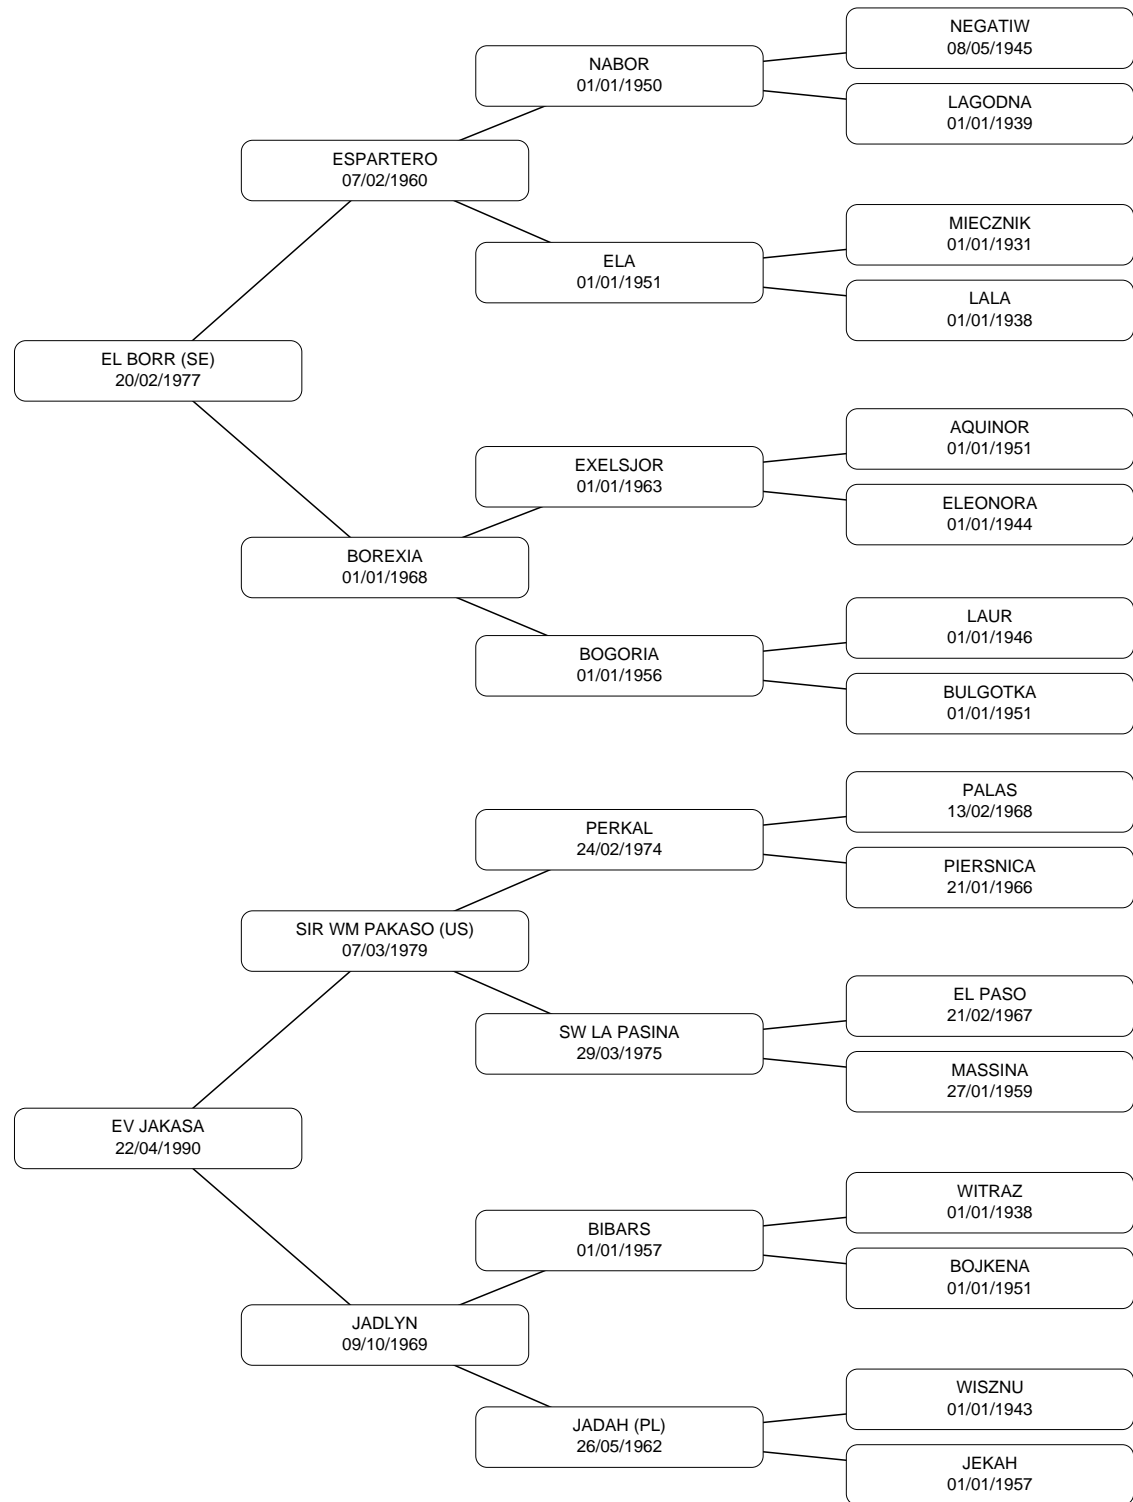 NEGATIW
08/05/1945
NABOR
01/01/1950
LAGODNA
01/01/1939
ESPARTERO
07/02/1960
MIECZNIK
01/01/1931
ELA
01/01/1951
LALA
01/01/1938
EL BORR (SE)
20/02/1977
AQUINOR
01/01/1951
EXELSJOR
01/01/1963
ELEONORA
01/01/1944
BOREXIA
01/01/1968
LAUR
01/01/1946
BOGORIA
01/01/1956
BULGOTKA
01/01/1951
PALAS
13/02/1968
PERKAL
24/02/1974
PIERSNICA
21/01/1966
SIR WM PAKASO (US)
07/03/1979
EL PASO
21/02/1967
SW LA PASINA
29/03/1975
MASSINA
27/01/1959
EV JAKASA
22/04/1990
WITRAZ
01/01/1938
BIBARS
01/01/1957
BOJKENA
01/01/1951
JADLYN
09/10/1969
WISZNU
01/01/1943
JADAH (PL)
26/05/1962
JEKAH
01/01/1957